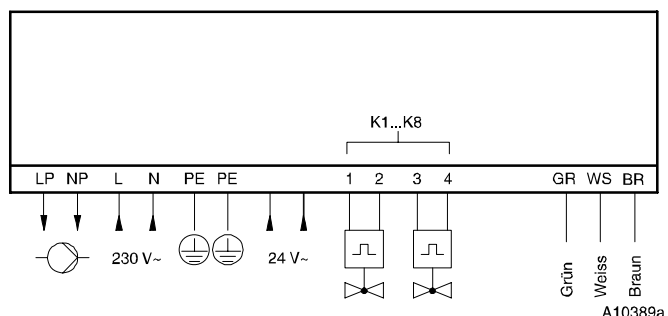 K1...K8
LP NP L N PE PE 1 2 3 4 GR WS BR
230 V~ 24 V~
Grün
Weiss
Braun
A10389a